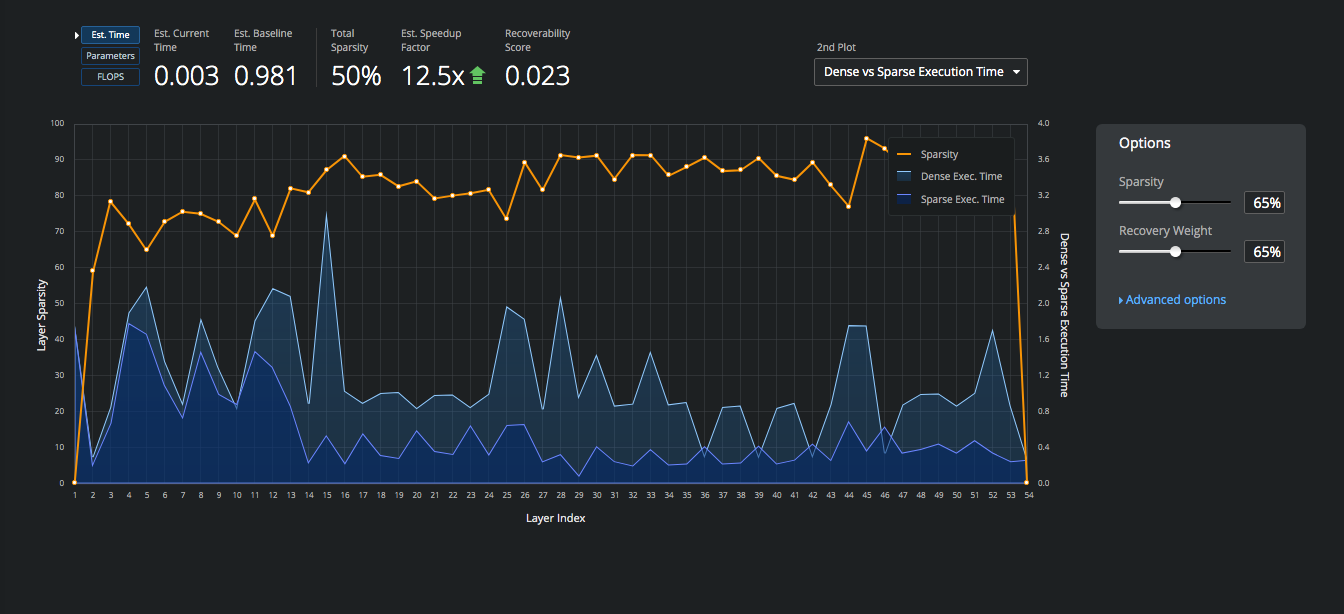 Est. Time
Parameters
FLOPS
Est. Current
Time
0.003
Est. Baseline
Time
0.981
Total
Sparsity
50%
Est. Speedup
Factor
12.5x
Recoverability
Score
0.023
2nd Plot
Dense vs Sparse Execution Time
100
90
80
70
60
50
40
30
20
10
0
Layer Sparsity
4.0
3.6
3.2
2.8
2.4
2.0
1.6
1.2
0.8
0.4
0.0
Dense vs Sparse Execution Time
Sparsity
Dense Exec. Time
Sparse Exec. Time
1 2 3 4 5 6 7 8 9 10 11 12 13 14 15 16 17 18 19 20 21 22 23 24 25 26 27 28 29 30 31 32 33 34 35 36 37 38 39 40 41 42 43 44 45 46 47 48 49 50 51 52 53 54
Layer Index
Options
Sparsity
65%
Recovery Weight
65%
Advanced options